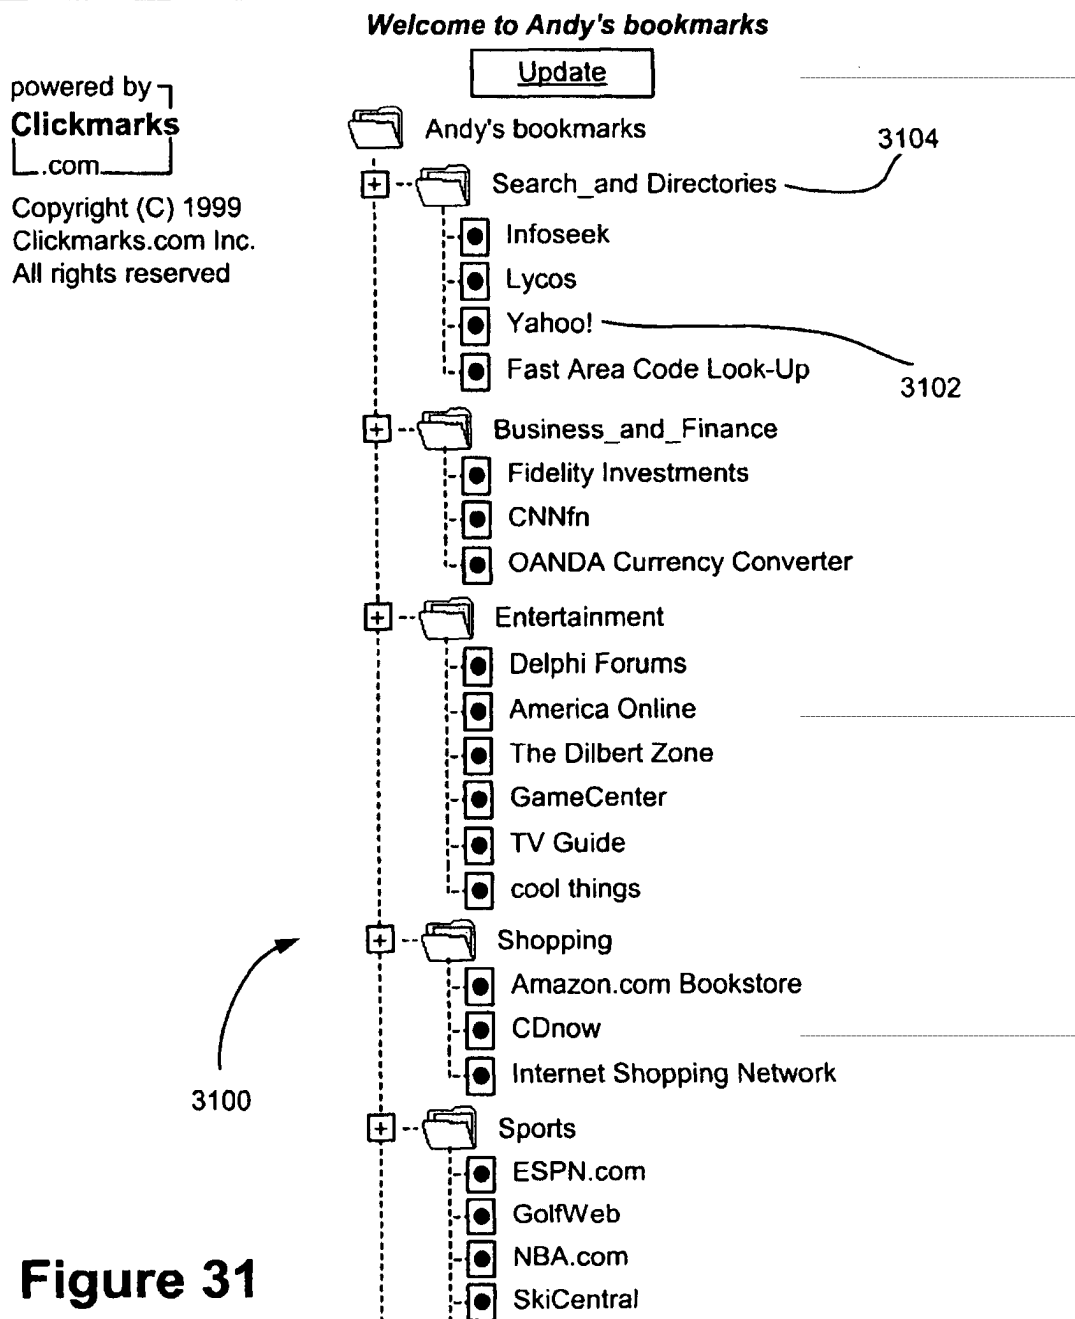 Welcome to Andy's bookmarks
Update
powered by
Clickmarks
.com
Copyright (C) 1999
Clickmarks.com Inc.
All rights reserved
Andy's bookmarks
3104
Search_and Directories
Infoseek
Lycos
Yahoo!
Fast Area Code Look-Up
3102
Business_and_Finance
Fidelity Investments
CNNfn
OANDA Currency Converter
Entertainment
Delphi Forums
America Online
The Dilbert Zone
GameCenter
TV Guide
cool things
Shopping
Amazon.com Bookstore
CDnow
Internet Shopping Network
3100
Sports
ESPN.com
GolfWeb
NBA.com
SkiCentral
Figure 31